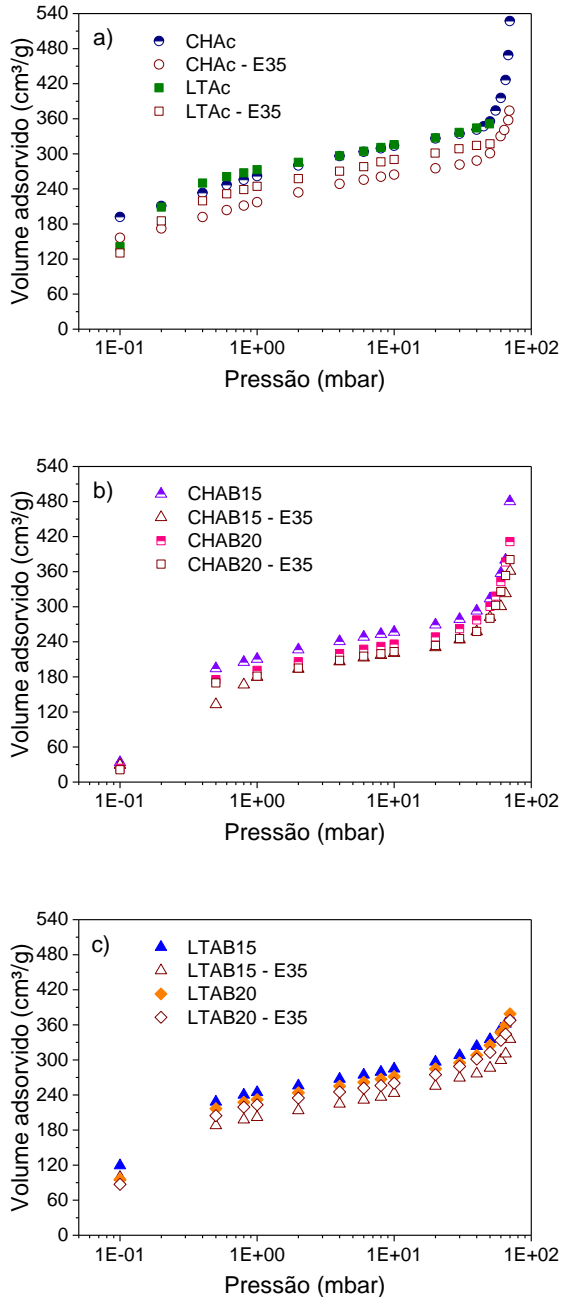 a)
CHAc
CHAc - E35
LTAc
LTAc - E35
Volume adsorvido (cm³/g)
540
480
420
360
300
240
180
120
60
0
1E-01 1E+00 1E+01 1E+02
Pressão (mbar)
b)
CHAB15
CHAB15 - E35
CHAB20
CHAB20 - E35
Volume adsorvido (cm³/g)
540
480
420
360
300
240
180
120
60
0
1E-01 1E+00 1E+01 1E+02
Pressão (mbar)
c)
LTAB15
LTAB15 - E35
LTAB20
LTAB20 - E35
Volume adsorvido (cm³/g)
540
480
420
360
300
240
180
120
60
0
1E-01 1E+00 1E+01 1E+02
Pressão (mbar)